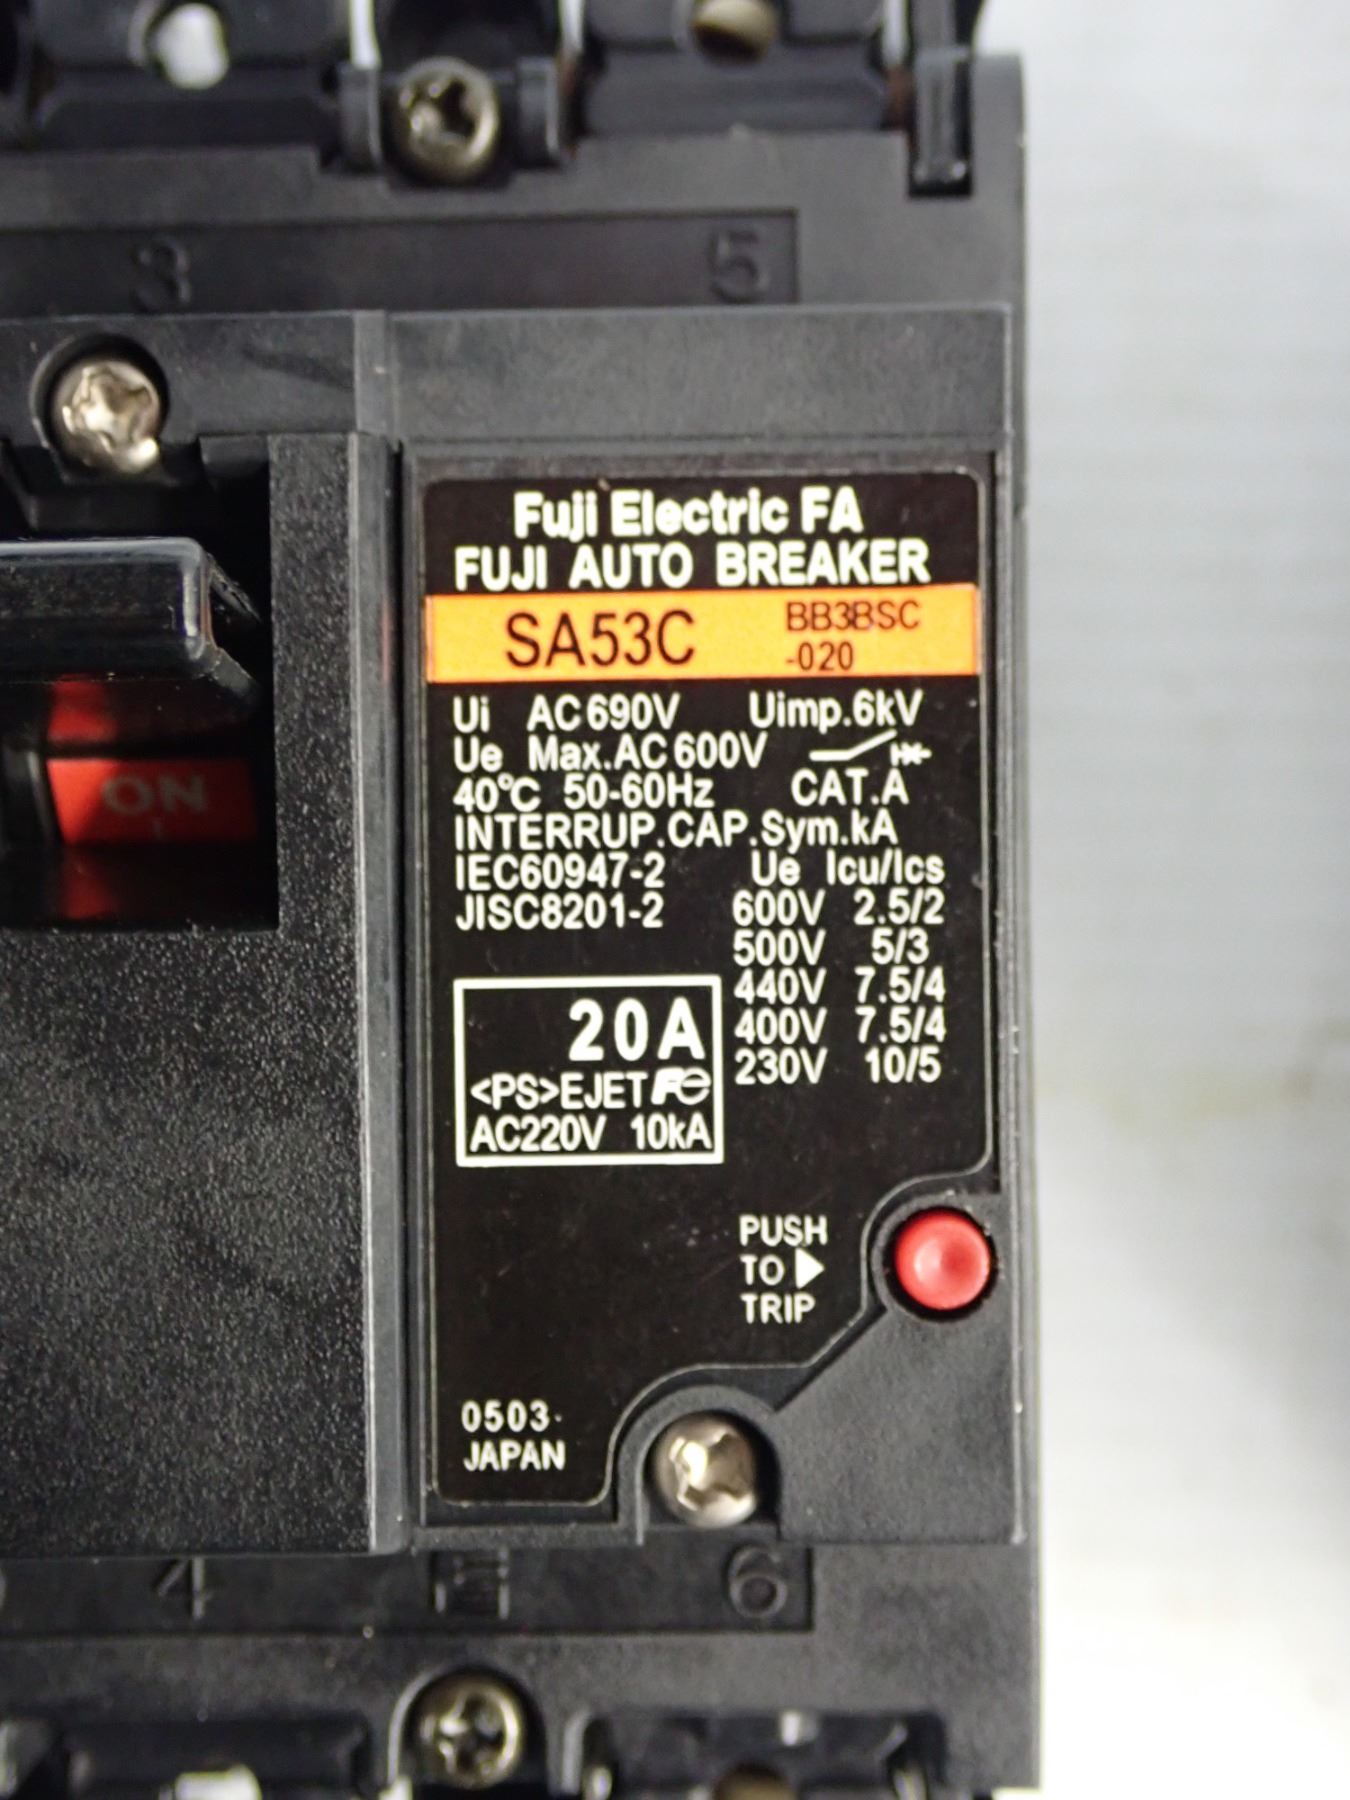 3 5
Fuji Electric FA
FUJI AUTO BREAKER
SA53C BB3BSC
-020
Ui AC690V Uimp.6kV
Ue Max.AC600V
40°C 50-60Hz CAT.A
INTERRUP.CAP.Sym.kA
IEC60947-2 Ue Icu/Ics
JISC8201-2 600V 2.5/2
500V 5/3
440V 7.5/4
400V 7.5/4
230V 10/5
20A
<PS>EJET Fe
AC220V 10kA
ON
PUSH
TO ▶
TRIP
0503
JAPAN
4 6